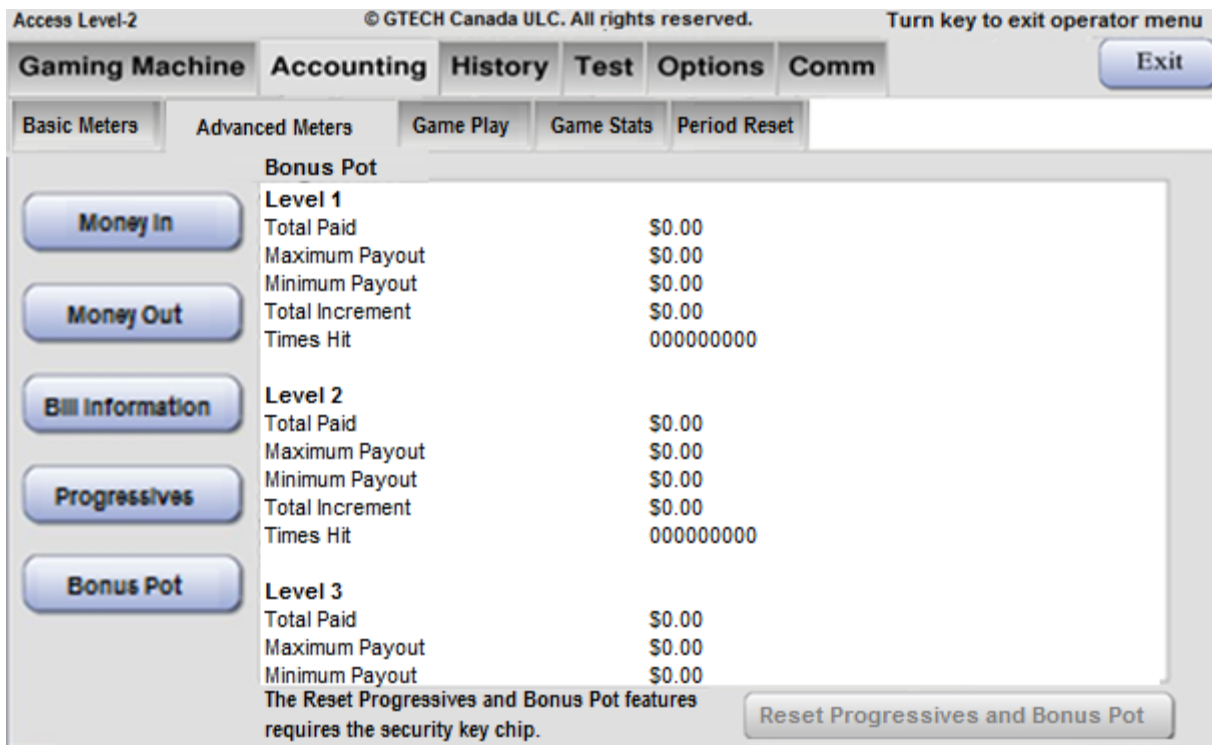 Access Level-2 © GTECH Canada ULC. All rights reserved. Turn key to exit operator menu
Gaming Machine Accounting History Test Options Comm Exit
Basic Meters Advanced Meters Game Play Game Stats Period Reset
Bonus Pot
Money In
Money Out
Bill Information
Progressives
Bonus Pot
Level 1
Total Paid $0.00
Maximum Payout $0.00
Minimum Payout $0.00
Total Increment $0.00
Times Hit 000000000
Level 2
Total Paid $0.00
Maximum Payout $0.00
Minimum Payout $0.00
Total Increment $0.00
Times Hit 000000000
Level 3
Total Paid $0.00
Maximum Payout $0.00
Minimum Payout $0.00
The Reset Progressives and Bonus Pot features
requires the security key chip.
Reset Progressives and Bonus Pot